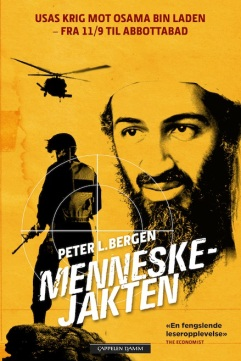 USAS KRIG MOT OSAMA BIN LADEN
– FRA 11/9 TIL ABBOTTABAD
PETER L. BERGEN
MENNESKE-
JAKTEN
«En fengslende
leseropplevelse»
THE ECONOMIST
CAPPELEN DAMM